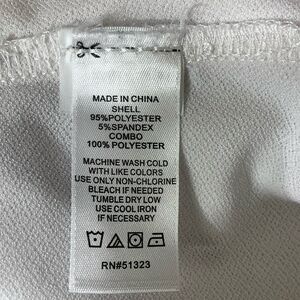 MADE IN CHINA
SHELL
95%POLYESTER
5%SPANDEX
COMBO
100% POLYESTER
MACHINE WASH COLD
WITH LIKE COLORS
USE ONLY NON-CHLORINE
BLEACH IF NEEDED
TUMBLE DRY LOW
USE COOL IRON
IF NECESSARY
RN#51323